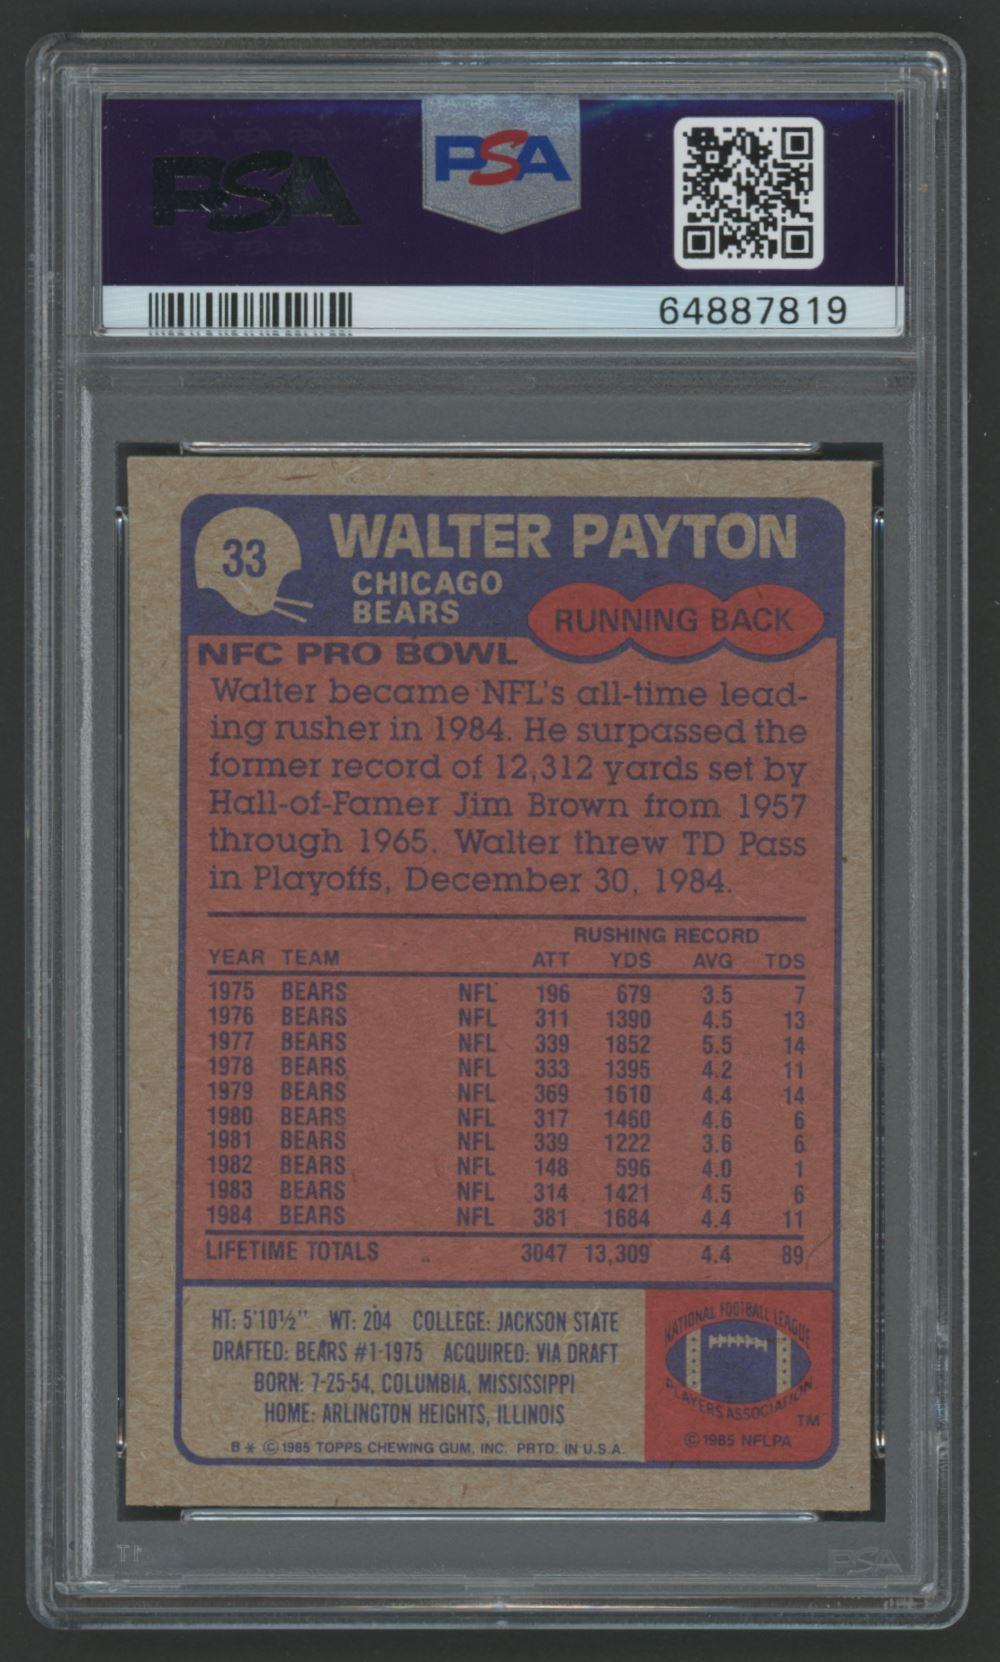 PSA
PSA
64887819
33
WALTER PAYTON
CHICAGO
BEARS
RUNNING BACK
NFC PRO BOWL
Walter became NFL's all-time lead-
ing rusher in 1984. He surpassed the
former record of 12,312 yards set by
Hall-of-Famer Jim Brown from 1957
through 1965. Walter threw TD Pass
in Playoffs, December 30, 1984.
RUSHING RECORD
YEAR TEAM ATT YDS AVG TDS
1975 BEARS NFL 196 679 3.5 7
1976 BEARS NFL 311 1390 4.5 13
1977 BEARS NFL 339 1852 5.5 14
1978 BEARS NFL 333 1395 4.2 11
1979 BEARS NFL 369 1610 4.4 14
1980 BEARS NFL 317 1460 4.6 6
1981 BEARS NFL 339 1222 3.6 6
1982 BEARS NFL 148 596 4.0 1
1983 BEARS NFL 314 1421 4.5 6
1984 BEARS NFL 381 1684 4.4 11
LIFETIME TOTALS 3047 13,309 4.4 89
HT: 5'10½" WT: 204 COLLEGE: JACKSON STATE
DRAFTED: BEARS #1-1975 ACQUIRED: VIA DRAFT
BORN: 7-25-54, COLUMBIA, MISSISSIPPI
HOME: ARLINGTON HEIGHTS, ILLINOIS
B * © 1985 TOPPS CHEWING GUM, INC. PRTD. IN U.S.A.
NATIONAL FOOTBALL LEAGUE
PLAYERS ASSOCIATION
TM
© 1985 NFLPA
PSA